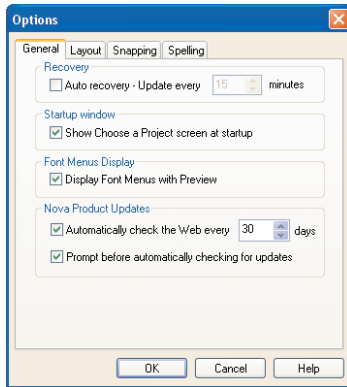 Options
General Layout Snapping Spelling
Recovery
Auto recovery - Update every 15 minutes
Startup window
Show Choose a Project screen at startup
Font Menus Display
Display Font Menus with Preview
Nova Product Updates
Automatically check the Web every 30 days
Prompt before automatically checking for updates
OK Cancel Help